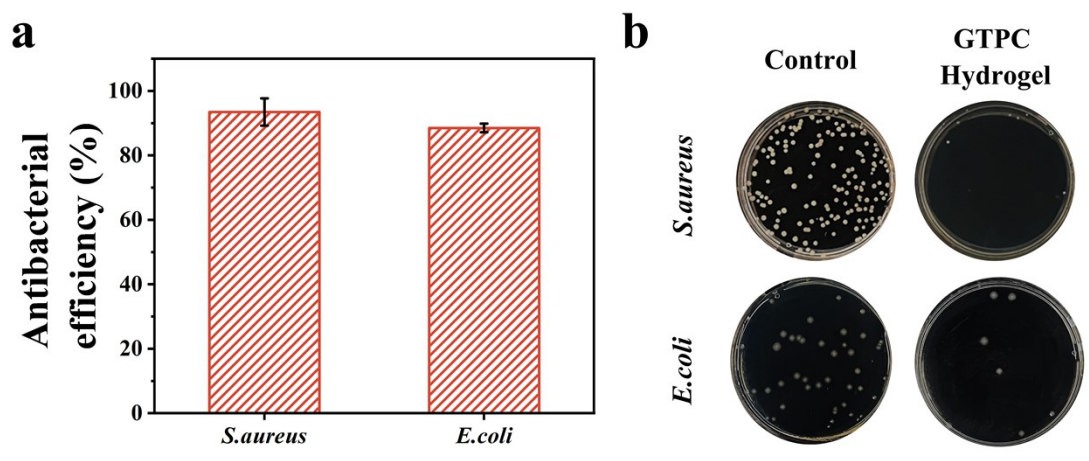 a
Antibacterial
efficiency (%)
100
80
60
40
20
0
S.aureus
E.coli
b
Control
GTPC
Hydrogel
S.aureus
E.coli